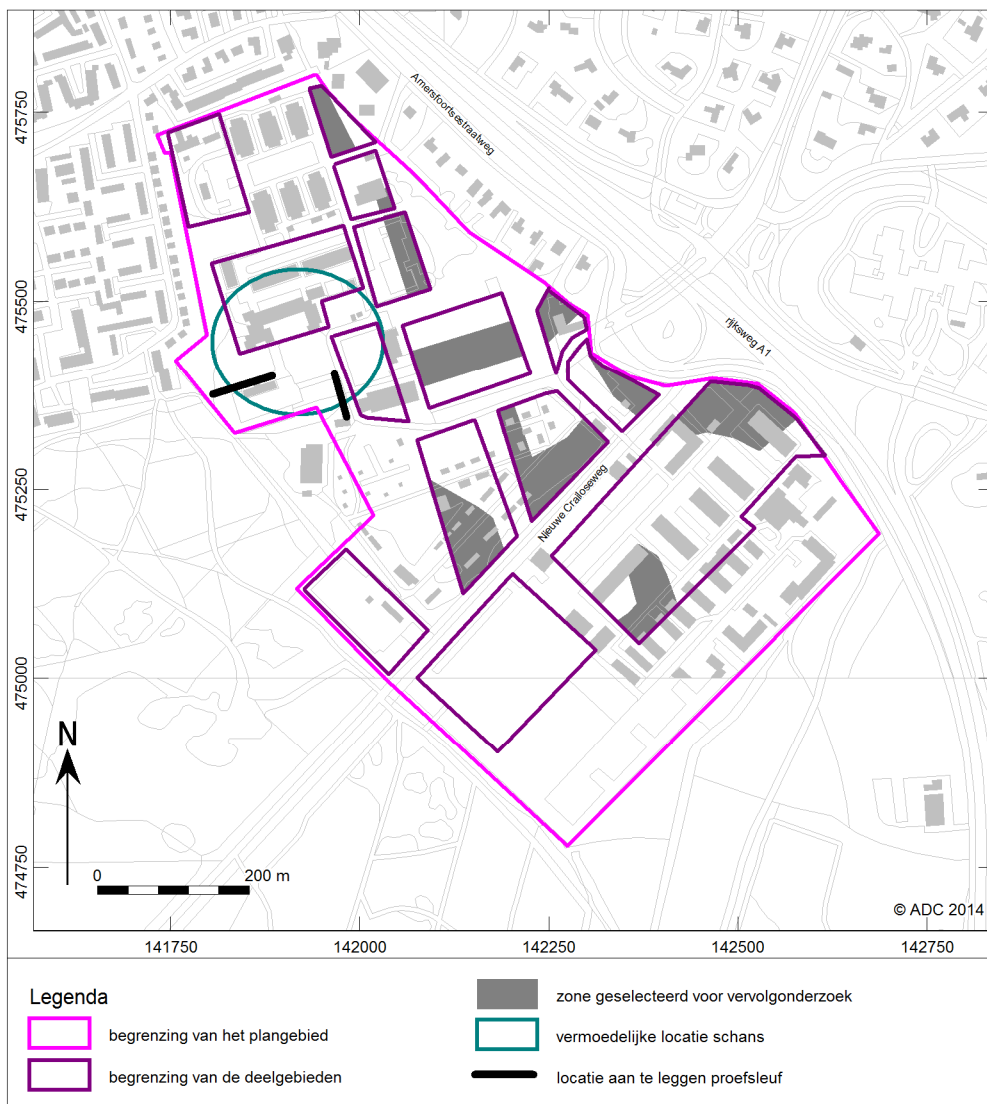 Amersfoortsestraatweg
rijksweg A1
Nieuwe Cralloseweg
475750
475500
475250
475000
474750
N
0 200 m
© ADC 2014
141750 142000 142250 142500 142750
Legenda
begrenzing van het plangebied
begrenzing van de deelgebieden
zone geselecteerd voor vervolgonderzoek
vermoedelijke locatie schans
locatie aan te leggen proefsleuf